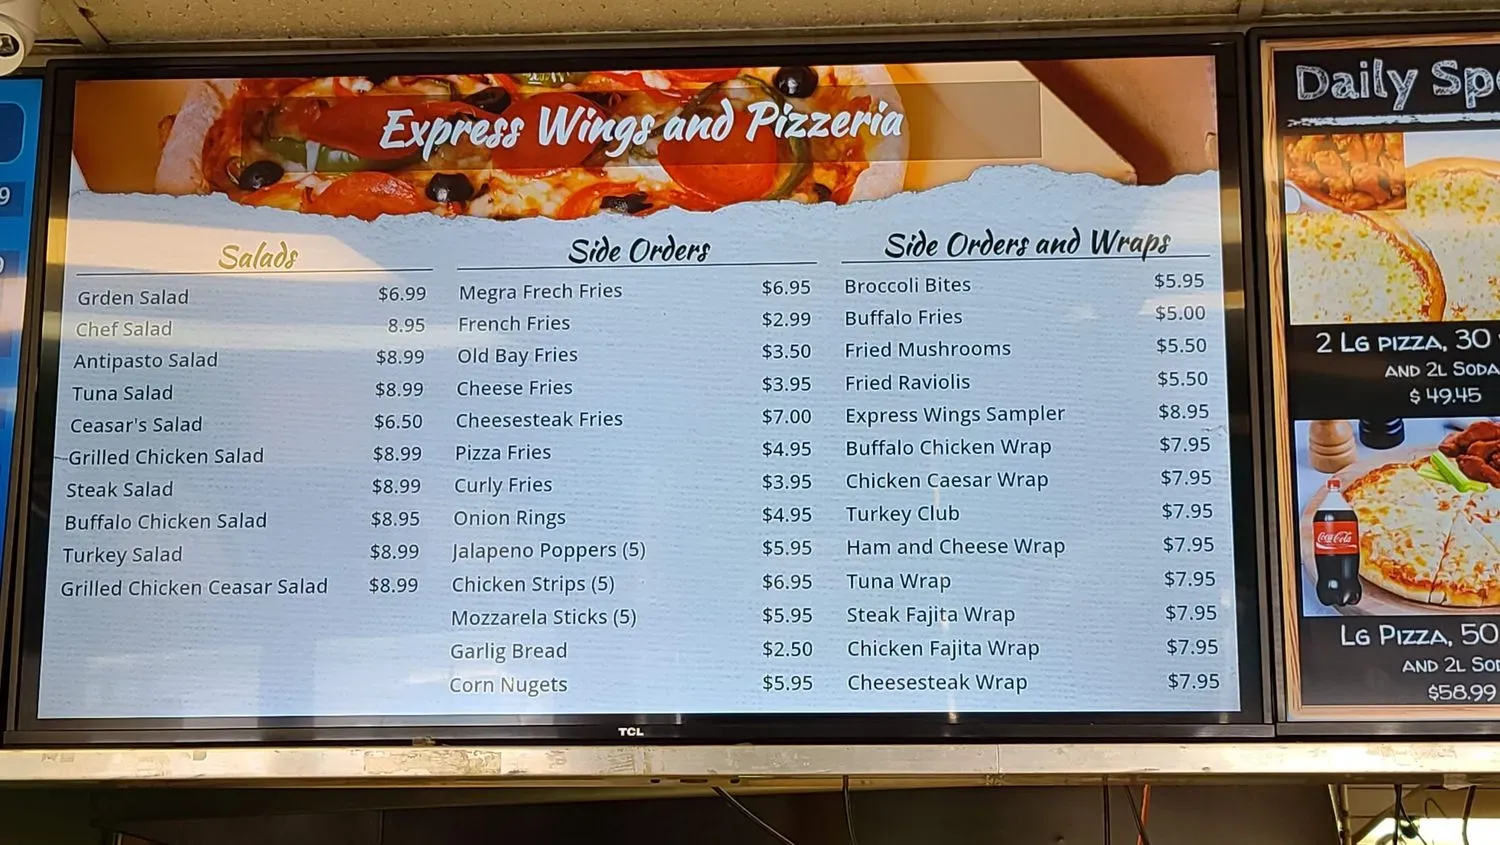 Express Wings and Pizzeria
Salads
Grden Salad $6.99
Chef Salad 8.95
Antipasto Salad $8.99
Tuna Salad $8.99
Ceasar's Salad $6.50
Grilled Chicken Salad $8.99
Steak Salad $8.99
Buffalo Chicken Salad $8.95
Turkey Salad $8.99
Grilled Chicken Ceasar Salad $8.99
Side Orders
Megra Frech Fries $6.95
French Fries $2.99
Old Bay Fries $3.50
Cheese Fries $3.95
Cheesesteak Fries $7.00
Pizza Fries $4.95
Curly Fries $3.95
Onion Rings $4.95
Jalapeno Poppers (5) $5.95
Chicken Strips (5) $6.95
Mozzarela Sticks (5) $5.95
Garlig Bread $2.50
Corn Nugets $5.95
Side Orders and Wraps
Broccoli Bites $5.95
Buffalo Fries $5.00
Fried Mushrooms $5.50
Fried Raviolis $5.50
Express Wings Sampler $8.95
Buffalo Chicken Wrap $7.95
Chicken Caesar Wrap $7.95
Turkey Club $7.95
Ham and Cheese Wrap $7.95
Tuna Wrap $7.95
Steak Fajita Wrap $7.95
Chicken Fajita Wrap $7.95
Cheesesteak Wrap $7.95
TCL
Daily Sp
2 Lg pizza, 30
and 2L Soda
$ 49.45
Coca-Cola
Lg Pizza, 50
and 2L Sod
$58.99